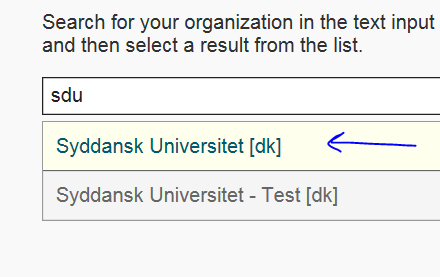 Search for your organization in the text input
and then select a result from the list.
sdu
Syddansk Universitet [dk]
Syddansk Universitet - Test [dk]